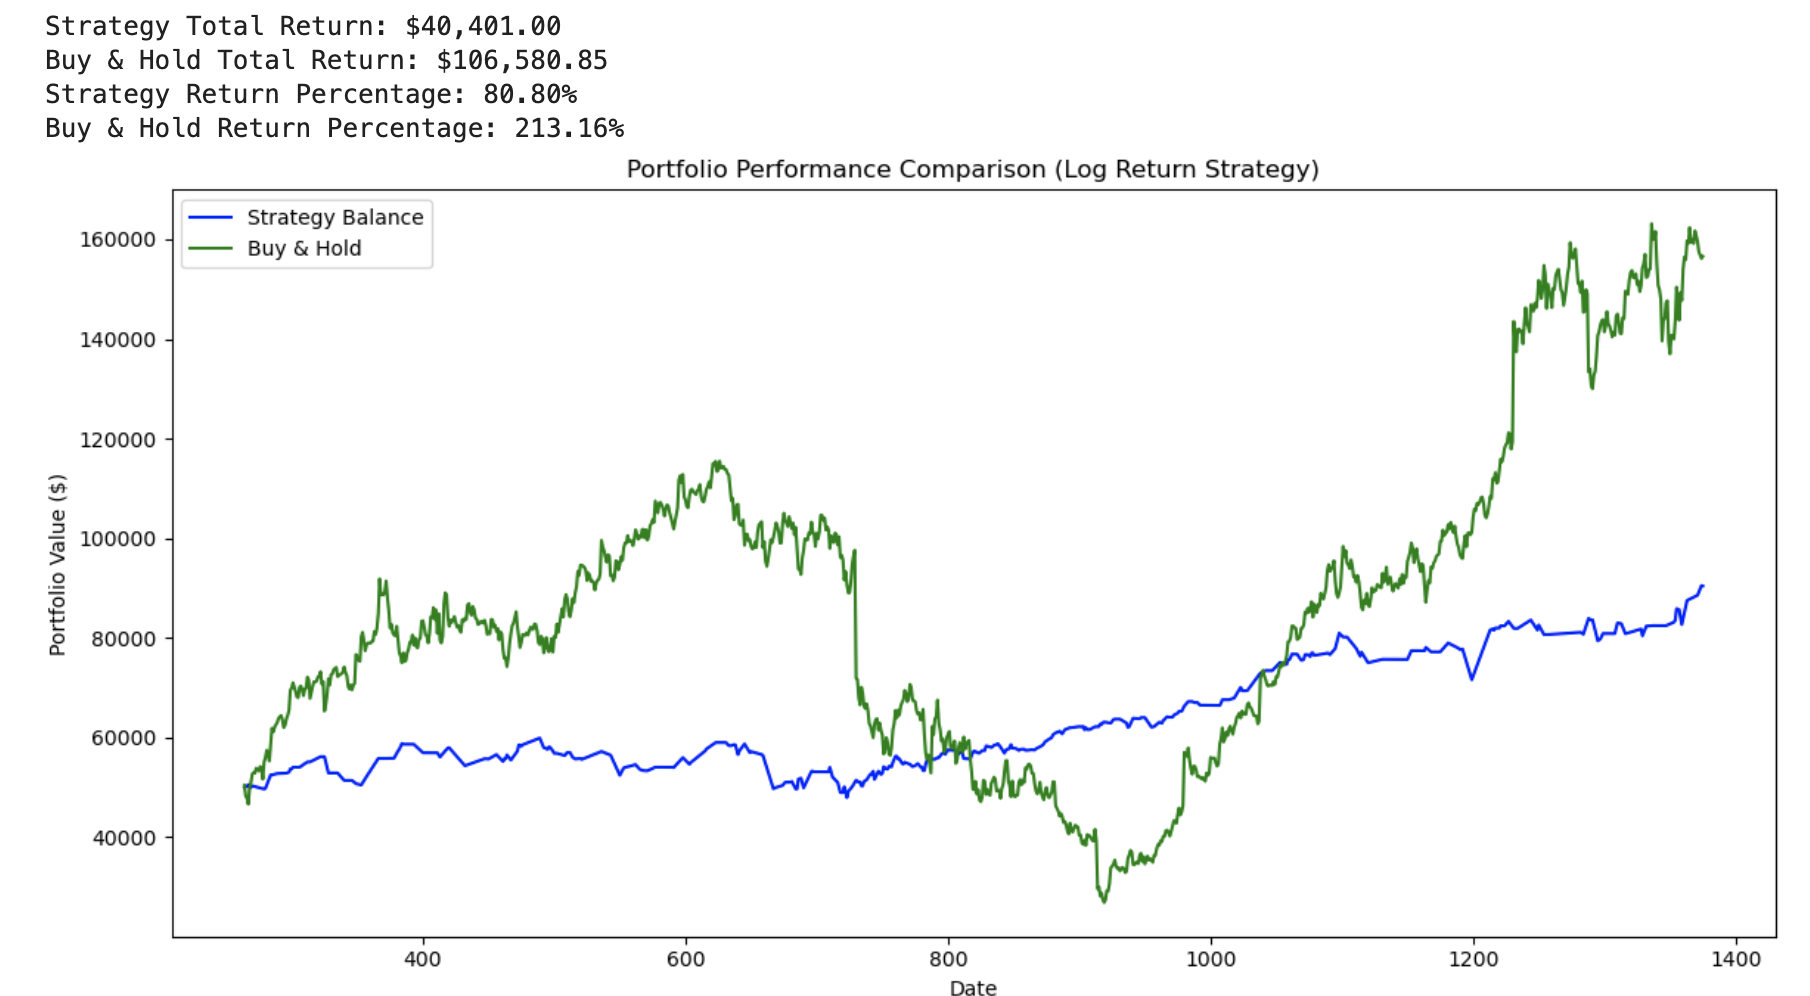 Strategy Total Return: $40,401.00
Buy & Hold Total Return: $106,580.85
Strategy Return Percentage: 80.80%
Buy & Hold Return Percentage: 213.16%
Portfolio Performance Comparison (Log Return Strategy)
Strategy Balance
Buy & Hold
160000
140000
120000
100000
80000
60000
40000
Portfolio Value ($)
400
600
800
1000
1200
1400
Date